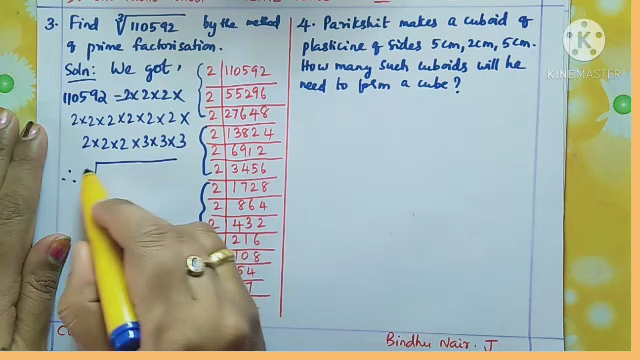 3. Find ∛110592 by the method
of prime factorisation.
Soln: We get,
110592 = 2×2×2×
2×2×2×2×2×2×
2×2×2×3×3×3
∴
2 | 110592
2 | 55296
2 | 27648
2 | 13824
2 | 6912
2 | 3456
2 | 1728
2 | 864
2 | 432
216
108
54
4. Parikshit makes a cuboid of
plasticine of sides 5cm, 2cm, 5cm.
How many such cuboids will he
need to form a cube?
KINEMASTER
Bindhu Nair. J